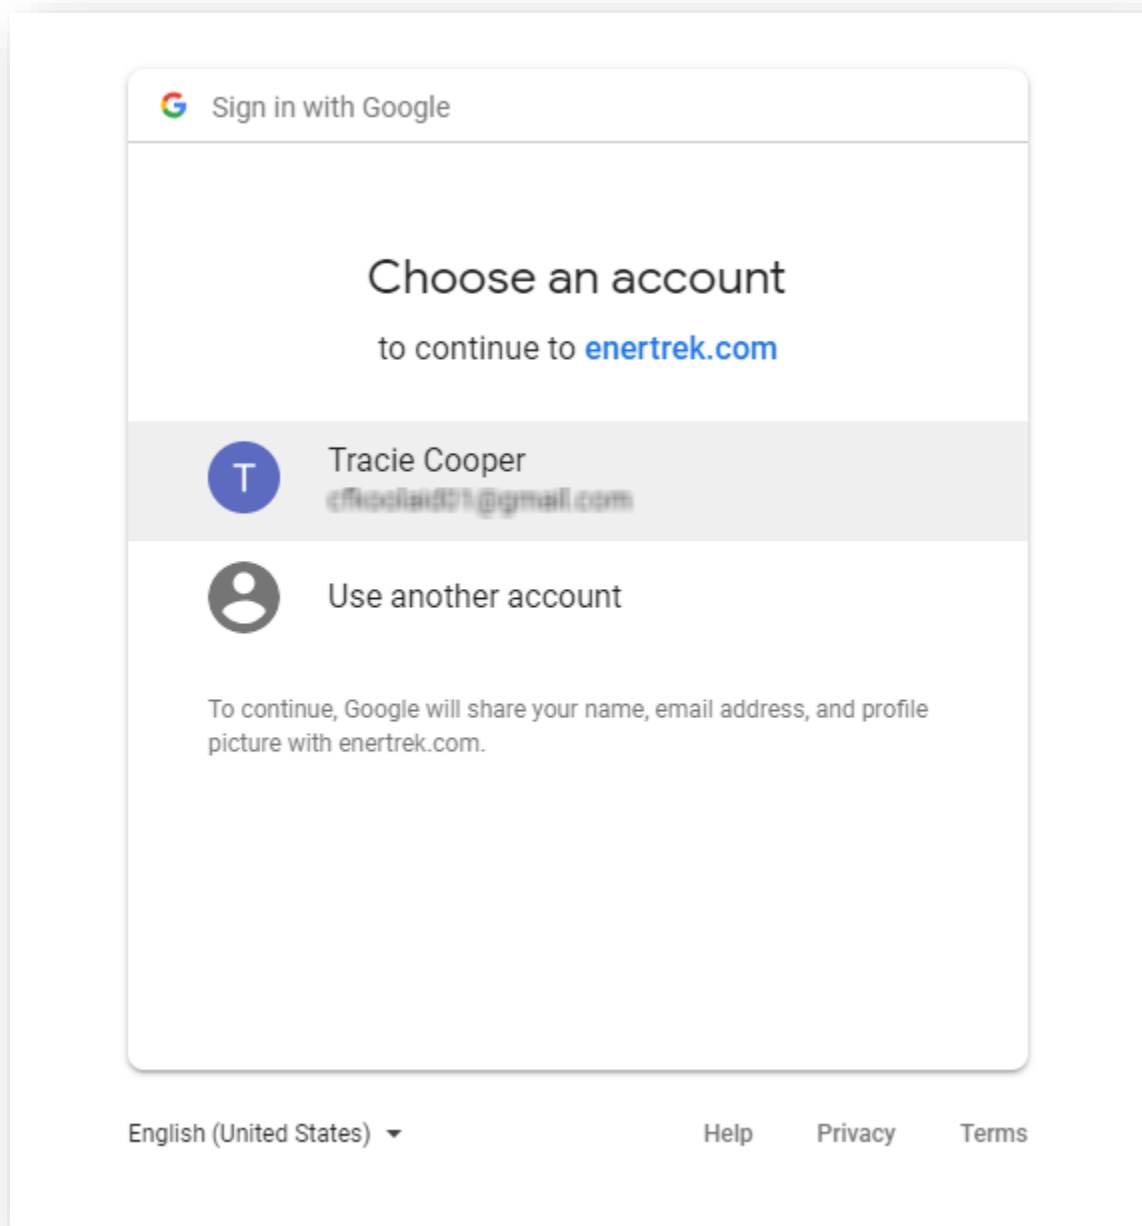 Sign in with Google
Choose an account
to continue to enertrek.com
T
Tracie Cooper
Use another account
To continue, Google will share your name, email address, and profile
picture with enertrek.com.
English (United States)
Help Privacy Terms